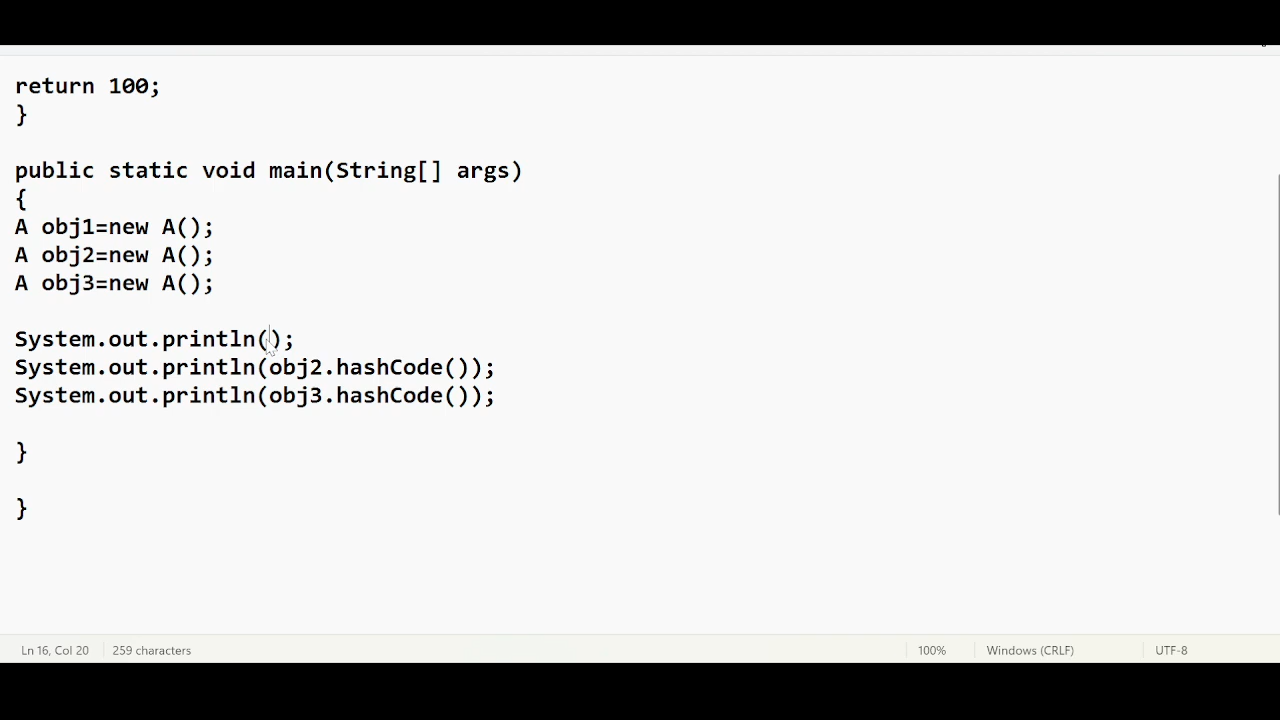 return 100;
}
public static void main(String[] args)
{
A obj1=new A();
A obj2=new A();
A obj3=new A();
System.out.println();
System.out.println(obj2.hashCode());
System.out.println(obj3.hashCode());
}
}
Ln 16, Col 20 259 characters 100% Windows (CRLF) UTF-8